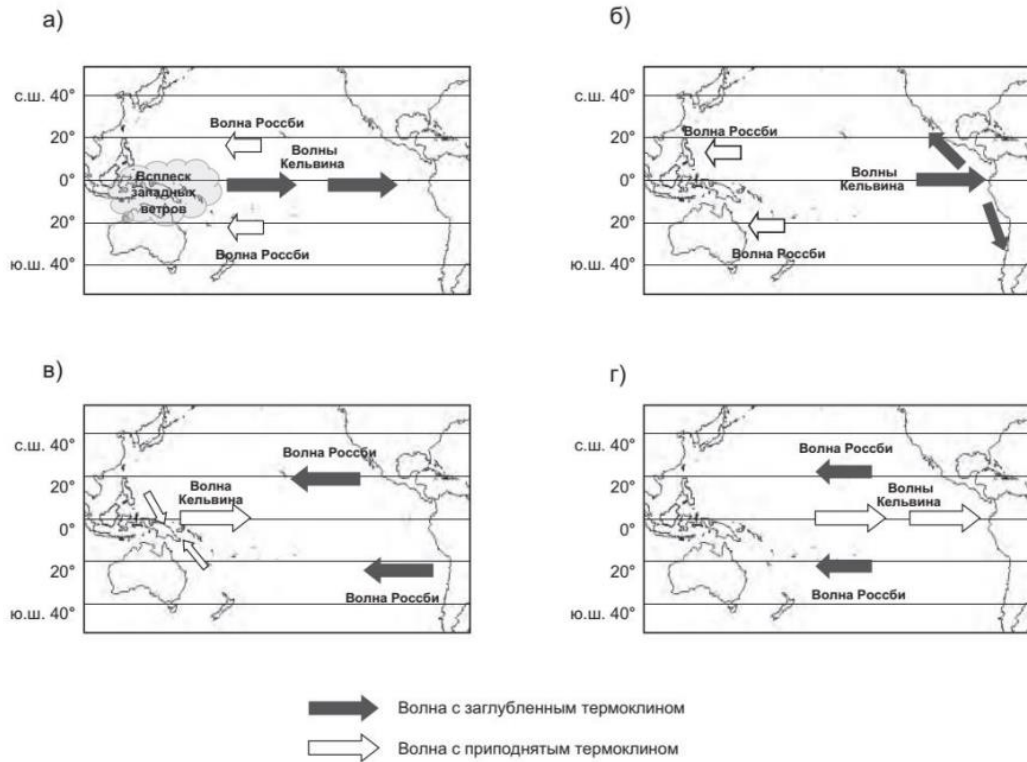 а)
с.ш. 40°
20°
0°
20°
ю.ш. 40°
Волна Россби
Волны
Кельвина
Всплеск
западных
ветров
Волна Россби
б)
с.ш. 40°
20°
0°
20°
ю.ш. 40°
Волна Россби
Волны
Кельвина
Волна Россби
в)
с.ш. 40°
20°
0°
20°
ю.ш. 40°
Волна Россби
Волна
Кельвина
Волна Россби
г)
с.ш. 40°
20°
0°
20°
ю.ш. 40°
Волна Россби
Волны
Кельвина
Волна Россби
Волна с заглубленным термоклином
Волна с приподнятым термоклином